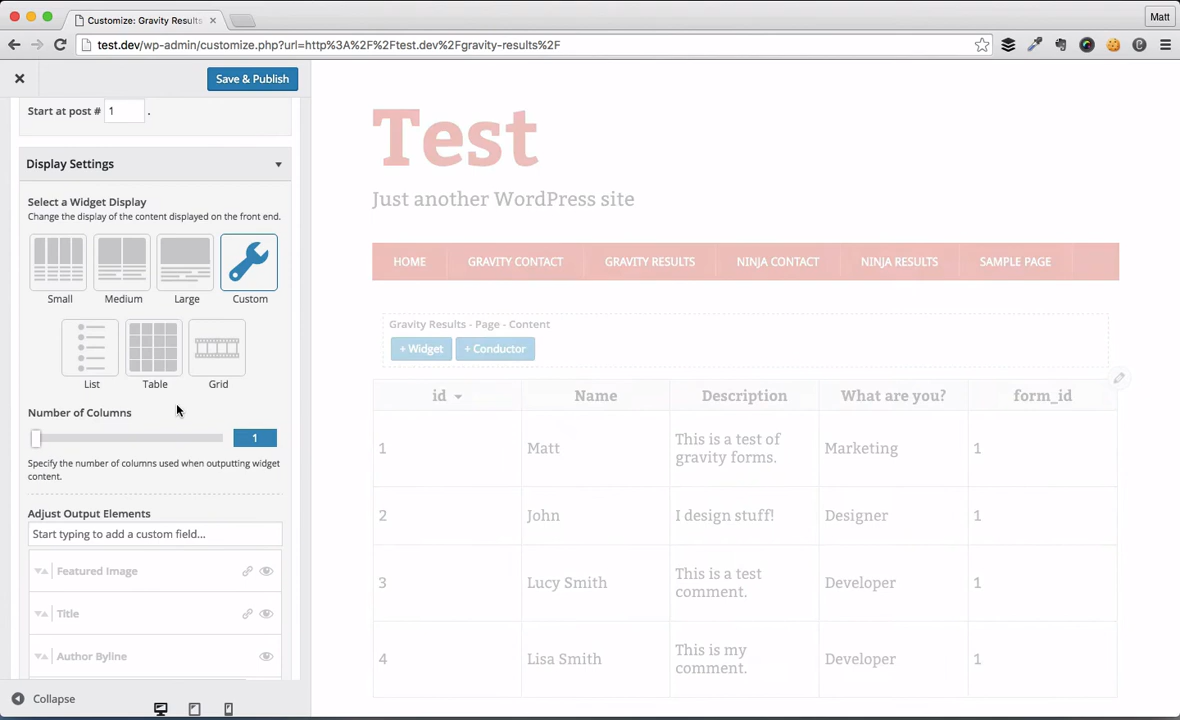 Customize: Gravity Results
Matt
test.dev/wp-admin/customize.php?url=http%3A%2F%2Ftest.dev%2Fgravity-results%2F
Save & Publish
Start at post # 1 .
Display Settings
Select a Widget Display
Change the display of the content displayed on the front end.
Small Medium Large Custom
List Table Grid
Number of Columns
1
Specify the number of columns used when outputting widget
content.
Adjust Output Elements
Start typing to add a custom field...
Featured Image
Title
Author Byline
Collapse
Test
Just another WordPress site
HOME GRAVITY CONTACT GRAVITY RESULTS NINJA CONTACT NINJA RESULTS SAMPLE PAGE
Gravity Results - Page - Content
+ Widget + Conductor
id Name Description What are you? form_id
1 Matt This is a test of gravity forms. Marketing 1
2 John I design stuff! Designer 1
3 Lucy Smith This is a test comment. Developer 1
4 Lisa Smith This is my comment. Developer 1